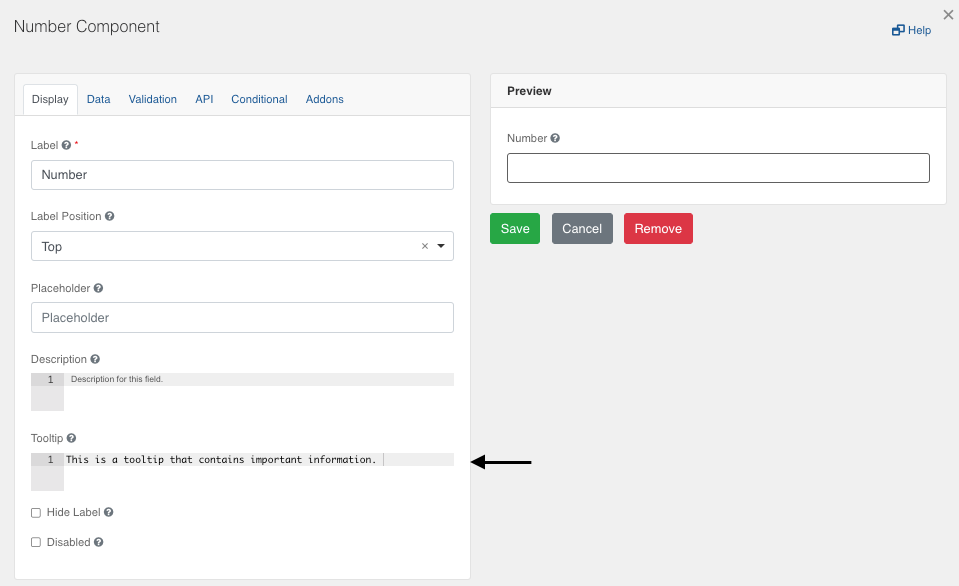 Number Component
Help
Display Data Validation API Conditional Addons
Label *
Number
Label Position
Top
Placeholder
Placeholder
Description
1 Description for this field.
Tooltip
1 This is a tooltip that contains important information.
Hide Label
Disabled
Preview
Number
Save Cancel Remove